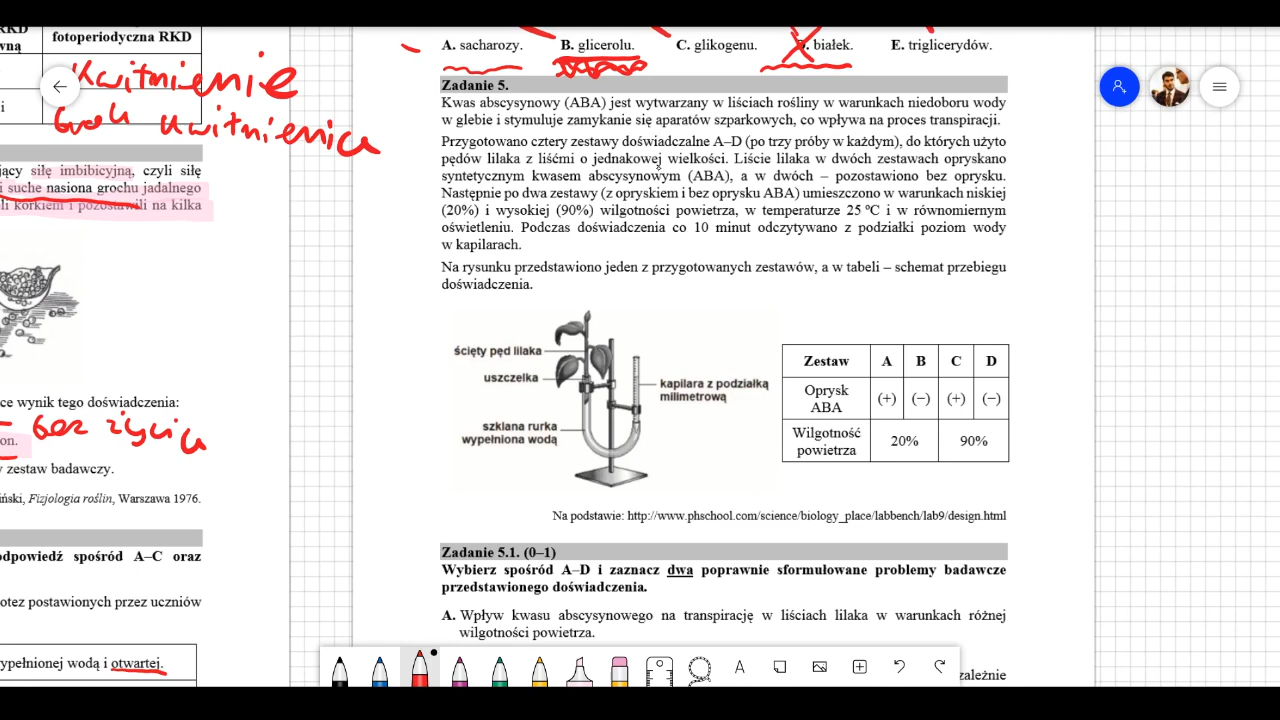 RKD
wną
fotoperiodyczna RKD
Kwitnienie
i
brak kwitnienia
jący siłę imbibicyjną, czyli siłę
i suche nasiona grochu jadalnego
li korkiem i pozostawili na kilka
ce wynik tego doświadczenia:
bez życia
on.
y zestaw badawczy.
iński, Fizjologia roślin, Warszawa 1976.
odpowiedź spośród A–C oraz
otez postawionych przez uczniów
ypełnionej wodą i otwartej.
A. sacharozy. B. glicerolu. C. glikogenu. D. białek. E. triglicerydów.
Zadanie 5.
Kwas abscysynowy (ABA) jest wytwarzany w liściach rośliny w warunkach niedoboru wody
w glebie i stymuluje zamykanie się aparatów szparkowych, co wpływa na proces transpiracji.
Przygotowano cztery zestawy doświadczalne A–D (po trzy próby w każdym), do których użyto
pędów lilaka z liśćmi o jednakowej wielkości. Liście lilaka w dwóch zestawach opryskano
syntetycznym kwasem abscysynowym (ABA), a w dwóch – pozostawiono bez oprysku.
Następnie po dwa zestawy (z opryskiem i bez oprysku ABA) umieszczono w warunkach niskiej
(20%) i wysokiej (90%) wilgotności powietrza, w temperaturze 25 ºC i w równomiernym
oświetleniu. Podczas doświadczenia co 10 minut odczytywano z podziałki poziom wody
w kapilarach.
Na rysunku przedstawiono jeden z przygotowanych zestawów, a w tabeli – schemat przebiegu
doświadczenia.
ścięty pęd lilaka
uszczelka
szklana rurka
wypełniona wodą
kapilara z podziałką
milimetrową
Zestaw A B C D
Oprysk
ABA
(+) (−) (+) (−)
Wilgotność
powietrza
20% 90%
Na podstawie: http://www.phschool.com/science/biology_place/labbench/lab9/design.html
Zadanie 5.1. (0–1)
Wybierz spośród A–D i zaznacz dwa poprawnie sformułowane problemy badawcze
przedstawionego doświadczenia.
A. Wpływ kwasu abscysynowego na transpirację w liściach lilaka w warunkach różnej
wilgotności powietrza.
zależnie
A